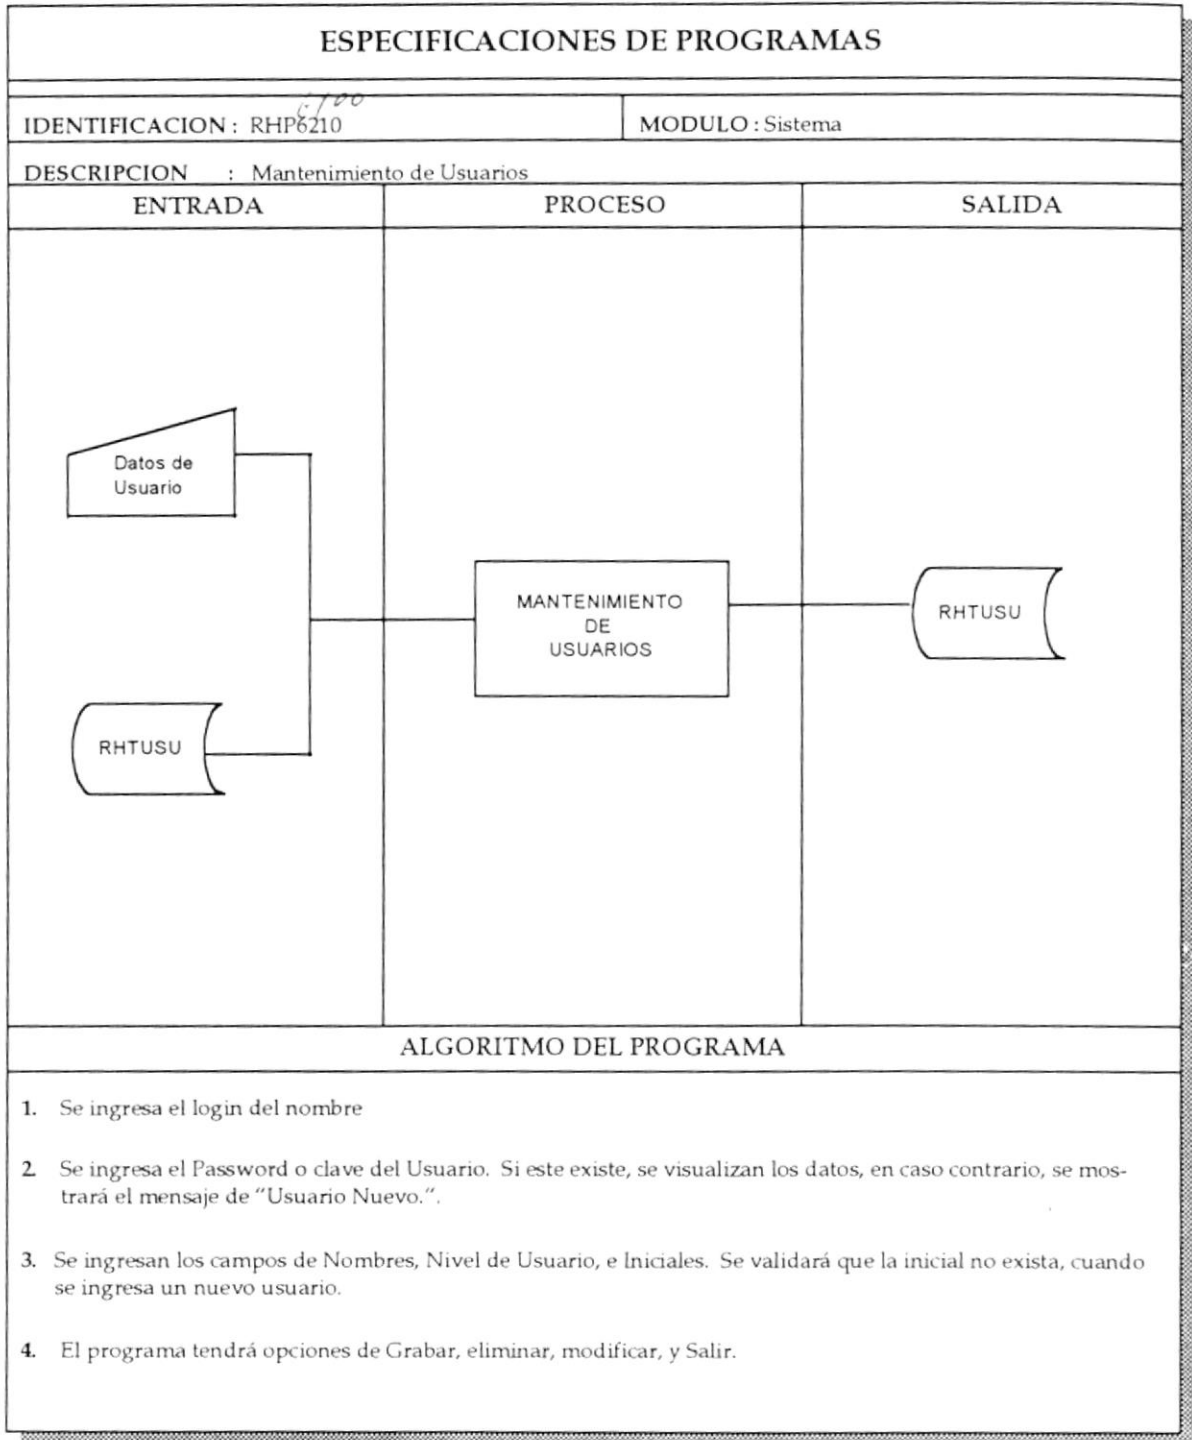 ESPECIFICACIONES DE PROGRAMAS
6100
IDENTIFICACION : RHP6210
MODULO : Sistema
DESCRIPCION : Mantenimiento de Usuarios
ENTRADA
PROCESO
SALIDA
Datos de
Usuario
RHTUSU
MANTENIMIENTO
DE
USUARIOS
RHTUSU
ALGORITMO DEL PROGRAMA
1. Se ingresa el login del nombre
2. Se ingresa el Password o clave del Usuario. Si este existe, se visualizan los datos, en caso contrario, se mos-
trará el mensaje de "Usuario Nuevo.".
3. Se ingresan los campos de Nombres, Nivel de Usuario, e Iniciales. Se validará que la inicial no exista, cuando
se ingresa un nuevo usuario.
4. El programa tendrá opciones de Grabar, eliminar, modificar, y Salir.